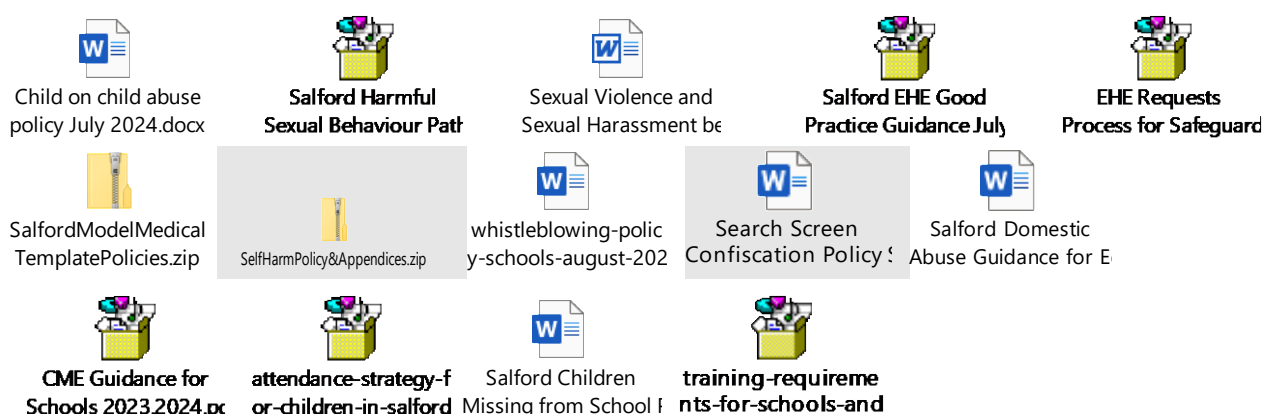 Child on child abuse
policy July 2024.docx
Salford Harmful
Sexual Behaviour Path
Sexual Violence and
Sexual Harassment be
Salford EHE Good
Practice Guidance July
EHE Requests
Process for Safeguard
SalfordModelMedical
TemplatePolicies.zip
SelfHarmPolicy&Appendices.zip
whistleblowing-polic
y-schools-august-202
Search Screen
Confiscation Policy S
Salford Domestic
Abuse Guidance for E
CME Guidance for
Schools 2023.2024.pd
attendance-strategy-f
or-children-in-salford
Salford Children
Missing from School P
training-requireme
nts-for-schools-and